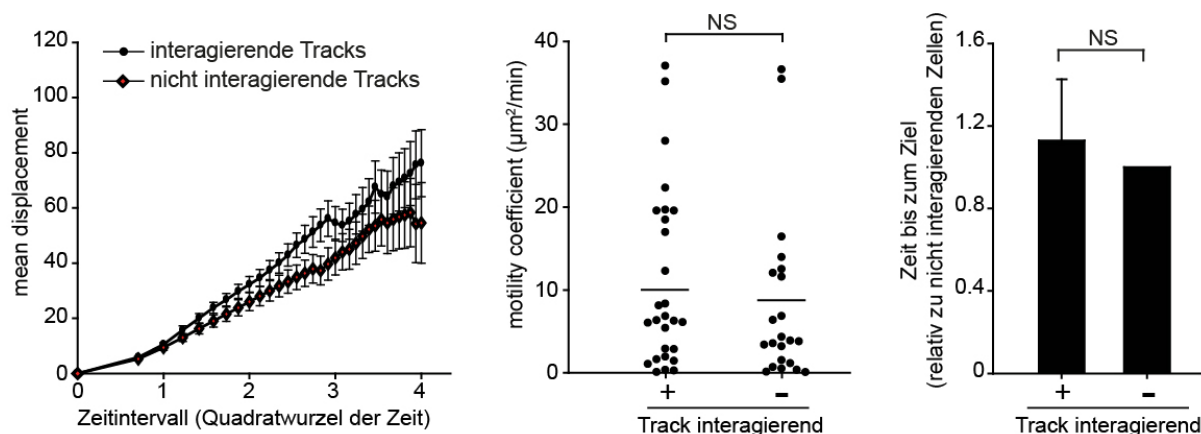 mean displacement
120
100
80
60
40
20
0
interagierende Tracks
nicht interagierende Tracks
0
1
2
3
4
Zeitintervall (Quadratwurzel der Zeit)
motility coefficient (µm²/min)
40
30
20
10
0
NS
+
-
Track interagierend
Zeit bis zum Ziel
(relativ zu nicht interagierenden Zellen)
1.6
1.2
0.8
0.4
0
NS
+
-
Track interagierend